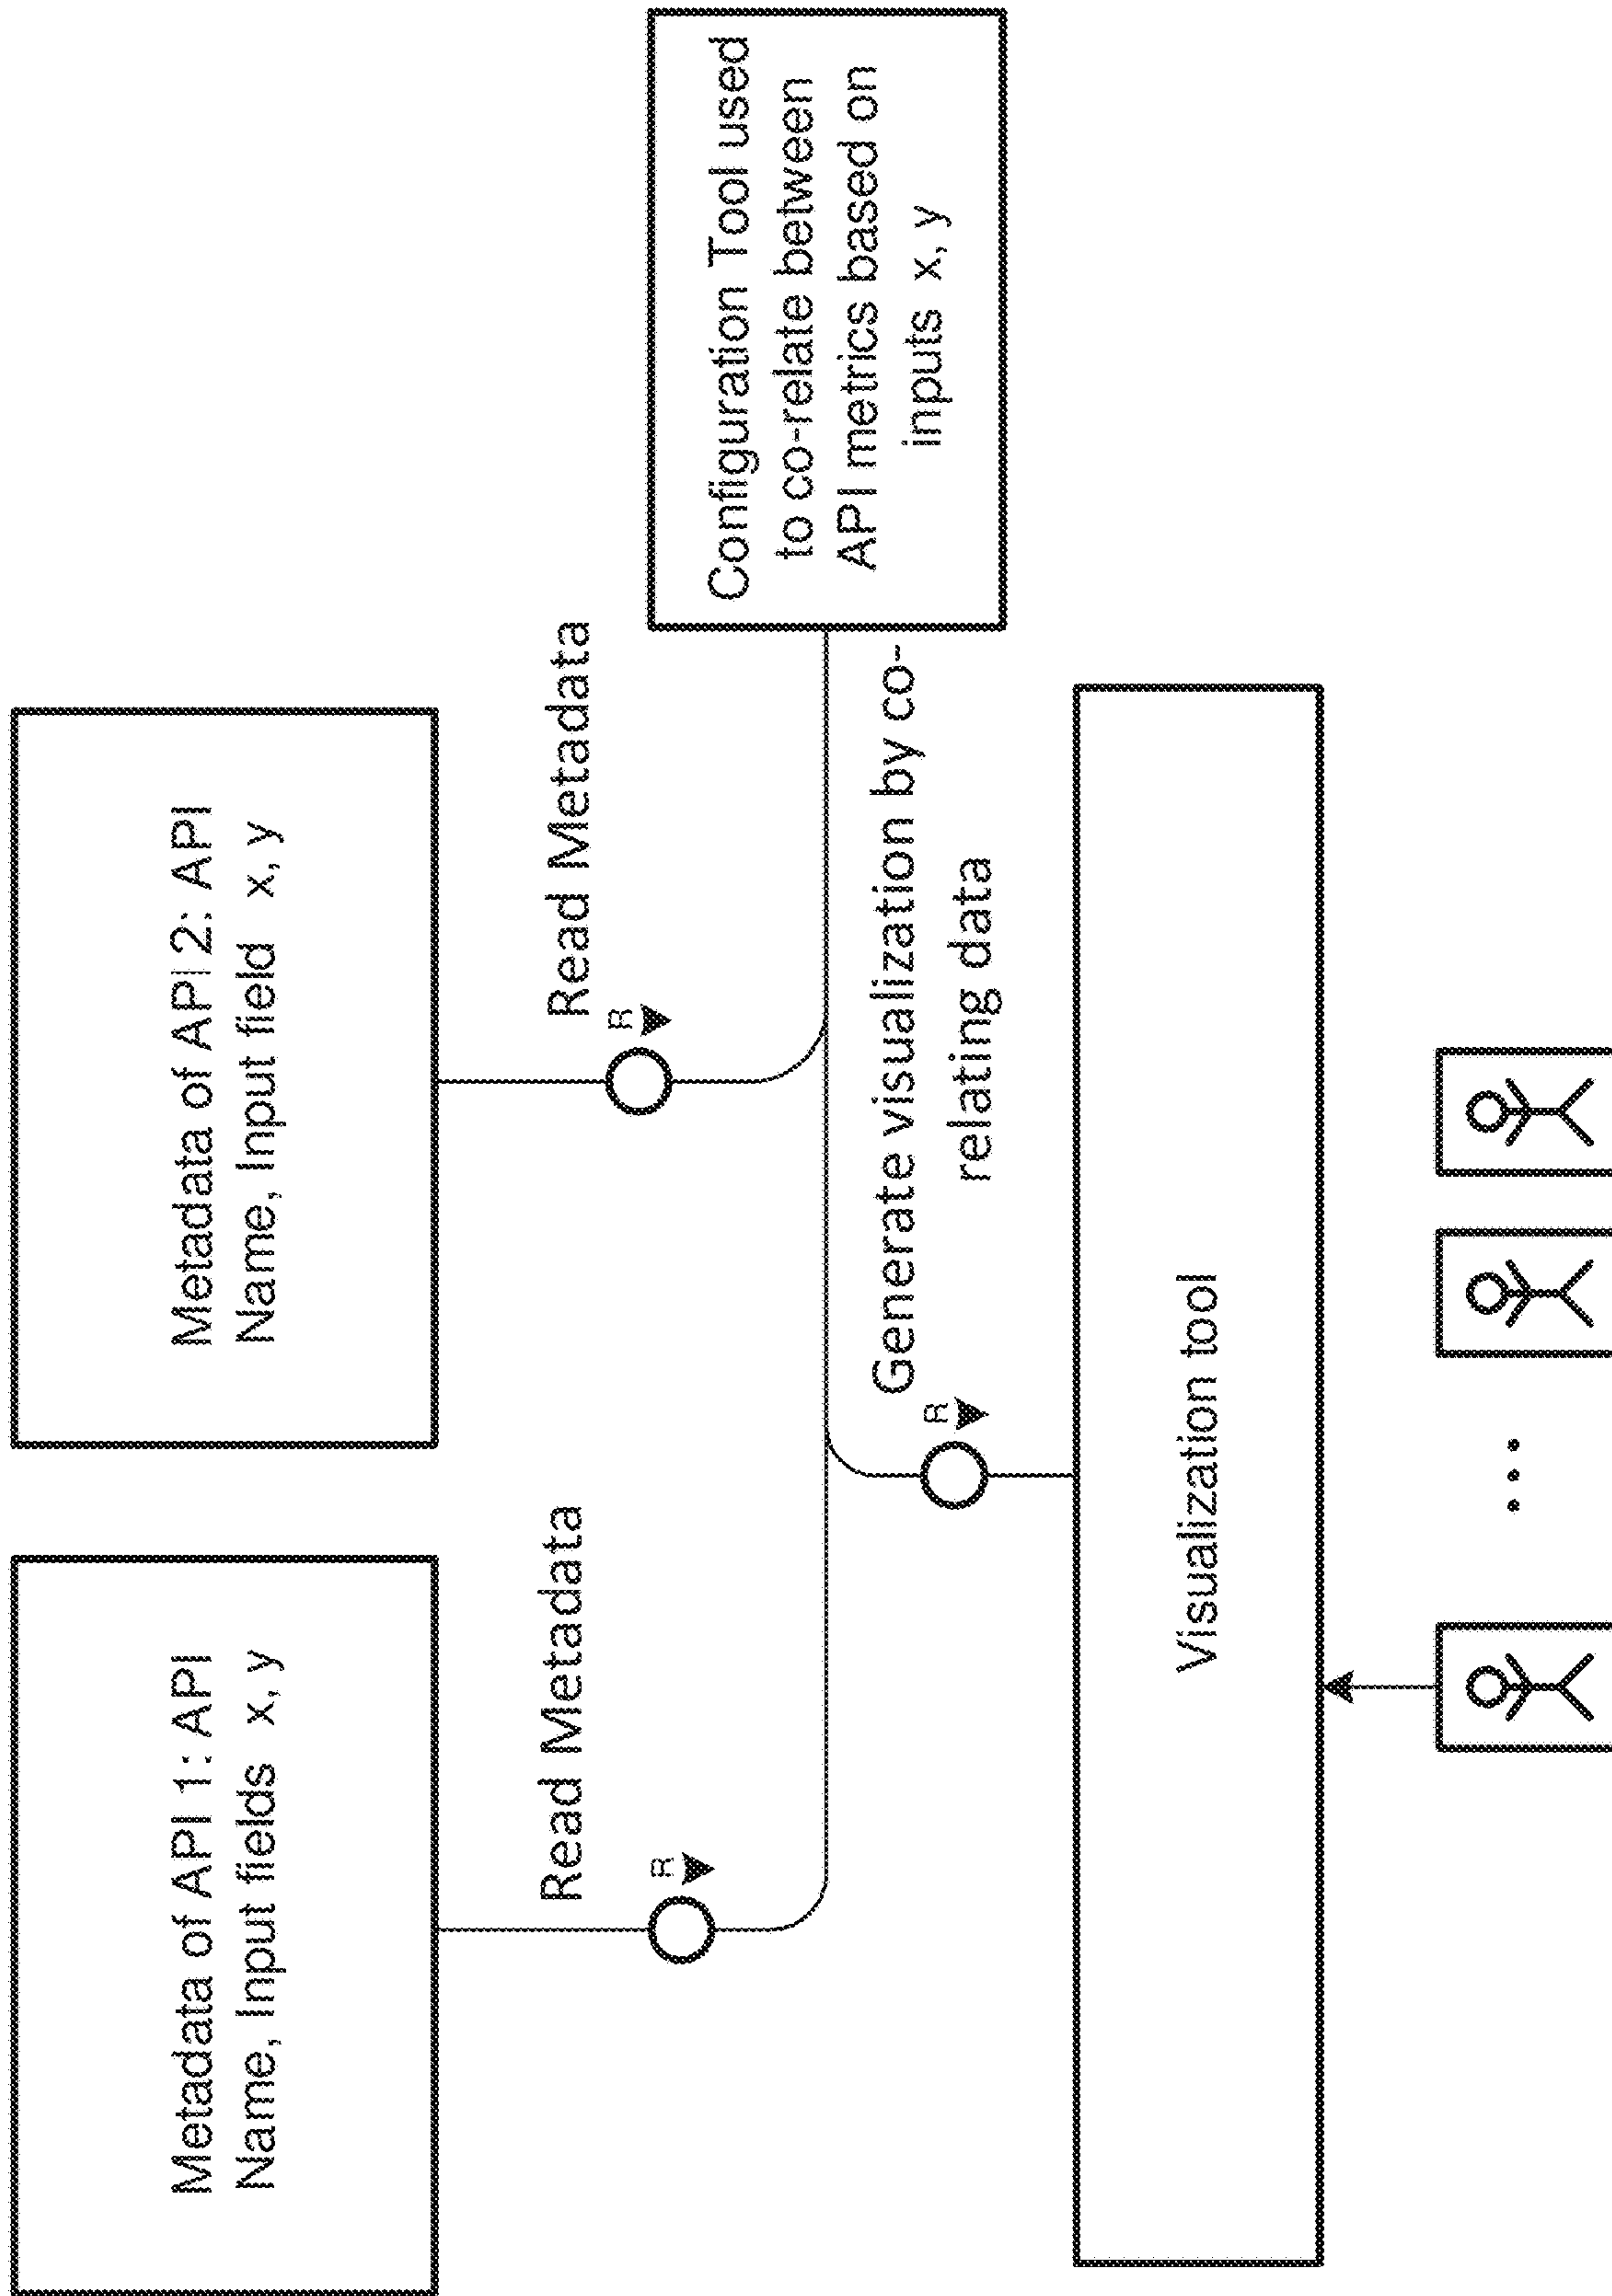 Metadata of API 1: API
Name, Input fields x, y
Metadata of API 2: API
Name, Input field x, y
Read Metadata
R
Read Metadata
R
Configuration Tool used
to co-relate between
API metrics based on
inputs x, y
R
Generate visualization by co-
relating data
Visualization tool
...